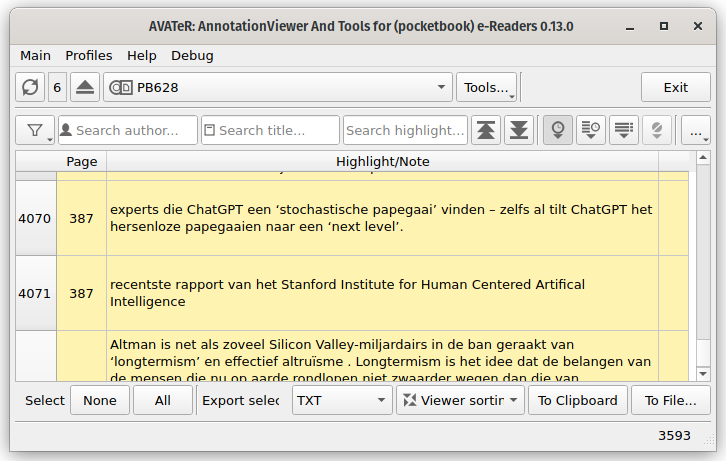 AVATeR: AnnotationViewer And Tools for (pocketbook) e-Readers 0.13.0
Main Profiles Help Debug
6 PB628 Tools... Exit
Search author... Search title... Search highlight... ...
Page Highlight/Note
4070 387 experts die ChatGPT een ‘stochastische papegaai’ vinden – zelfs al tilt ChatGPT het
hersenloze papegaaien naar een ‘next level’.
4071 387 recentste rapport van het Stanford Institute for Human Centered Artifical
Intelligence
Altman is net als zoveel Silicon Valley-miljardairs in de ban geraakt van
‘longtermism’ en effectief altruïsme . Longtermism is het idee dat de belangen van
de mensen die nu op aarde rondlopen niet zwaarder wegen dan die van
Select None All Export selec TXT Viewer sortir To Clipboard To File...
3593